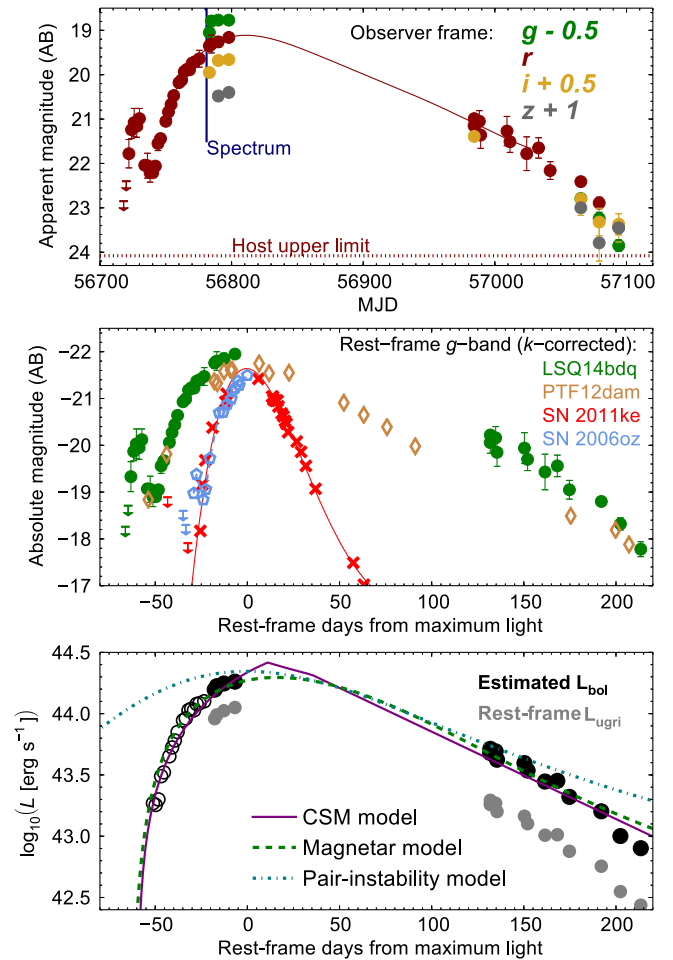 Observer frame:
g - 0.5
r
i + 0.5
z + 1
Spectrum
Host upper limit
Apparent magnitude (AB)
18
19
20
21
22
23
24
56700
56800
56900
57000
57100
MJD
Rest-frame g-band (k-corrected):
LSQ14bdq
PTF12dam
SN 2011ke
SN 2006oz
Absolute magnitude (AB)
−22
−21
−20
−19
−18
−17
−50
0
50
100
150
200
Rest-frame days from maximum light
Estimated Lbol
Rest-frame Lugri
CSM model
Magnetar model
Pair-instability model
log10(L [erg s−1])
44.5
44.0
43.5
43.0
42.5
−50
0
50
100
150
200
Rest-frame days from maximum light